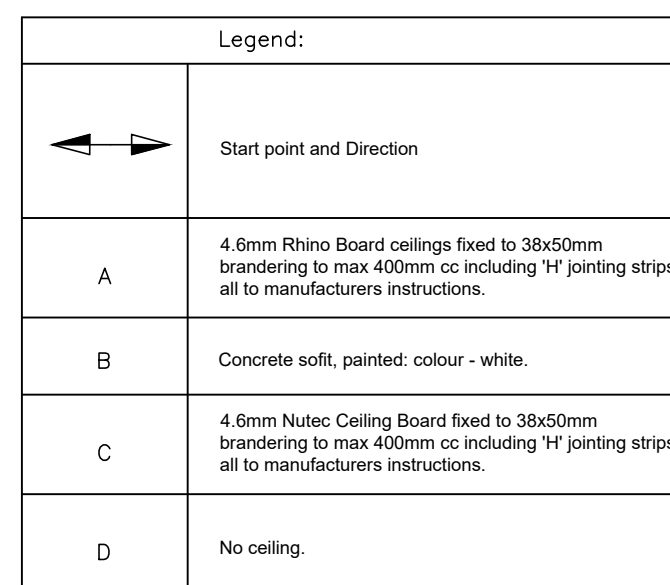 Legend:
Start point and Direction
A
4.6mm Rhino Board ceilings fixed to 38x50mm
brandering to max 400mm cc including 'H' jointing strips
all to manufacturers instructions.
B
Concrete sofit, painted: colour - white.
C
4.6mm Nutec Ceiling Board fixed to 38x50mm
brandering to max 400mm cc including 'H' jointing strips
all to manufacturers instructions.
D
No ceiling.